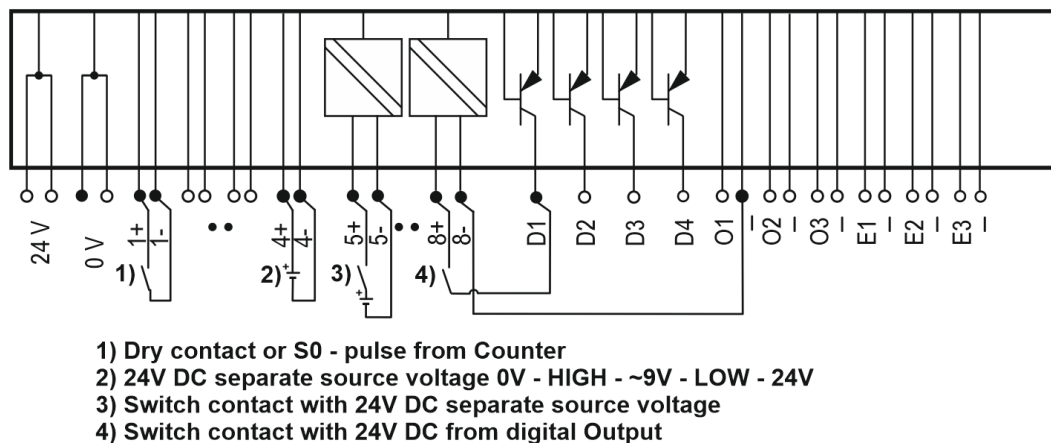 24 V
0 V
1+
1-
4+
4-
5+
5-
8+
8-
D1
D2
D3
D4
O1
–
O2
–
O3
–
E1
–
E2
–
E3
–
1)
2)
+
3)
+
4)
1) Dry contact or S0 - pulse from Counter
2) 24V DC separate source voltage 0V - HIGH - ~9V - LOW - 24V
3) Switch contact with 24V DC separate source voltage
4) Switch contact with 24V DC from digital Output